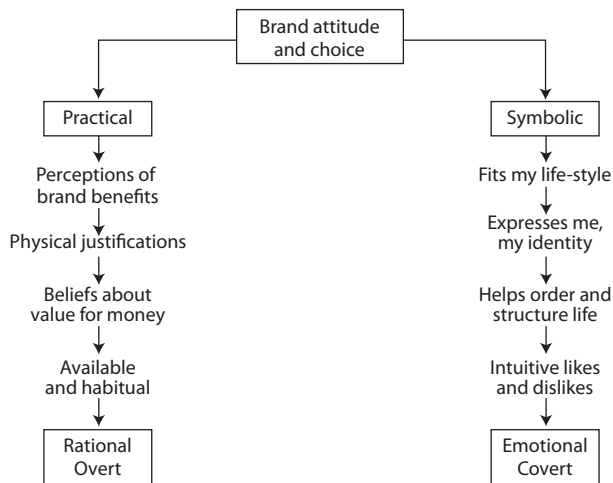 Brand attitude
and choice
Practical
Perceptions of
brand benefits
Physical justifications
Beliefs about
value for money
Available
and habitual
Rational
Overt
Symbolic
Fits my life-style
Expresses me,
my identity
Helps order and
structure life
Intuitive likes
and dislikes
Emotional
Covert